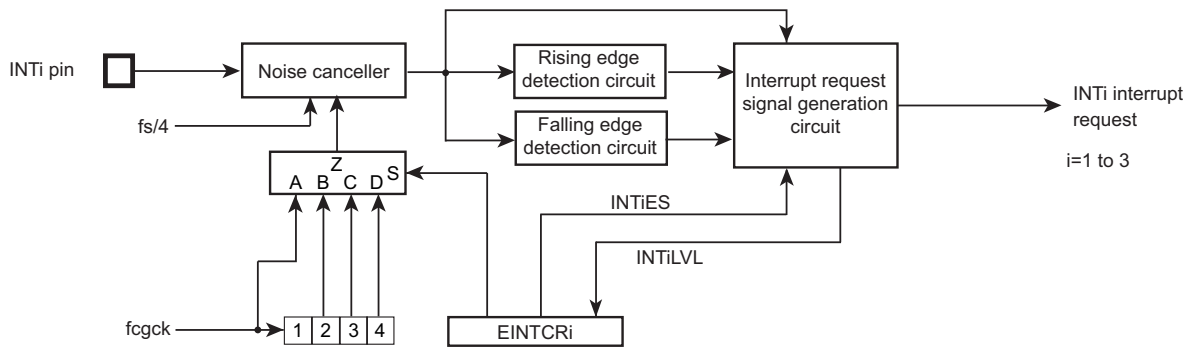 INTi pin
Noise canceller
Rising edge
detection circuit
Interrupt request
signal generation
circuit
INTi interrupt
request
i=1 to 3
fs/4
Falling edge
detection circuit
Z
A B C D S
INTiES
INTiLVL
fcgck
1 2 3 4
EINTCRi